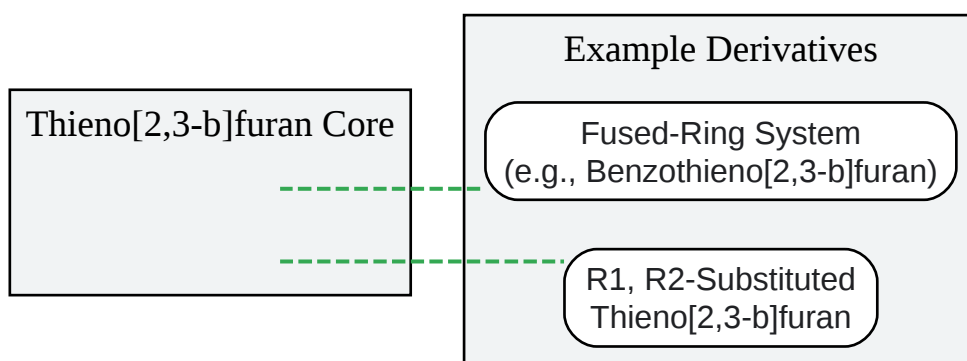 Thieno[2,3-b]furan Core
Example Derivatives
Fused-Ring System
(e.g., Benzothieno[2,3-b]furan)
R1, R2-Substituted
Thieno[2,3-b]furan